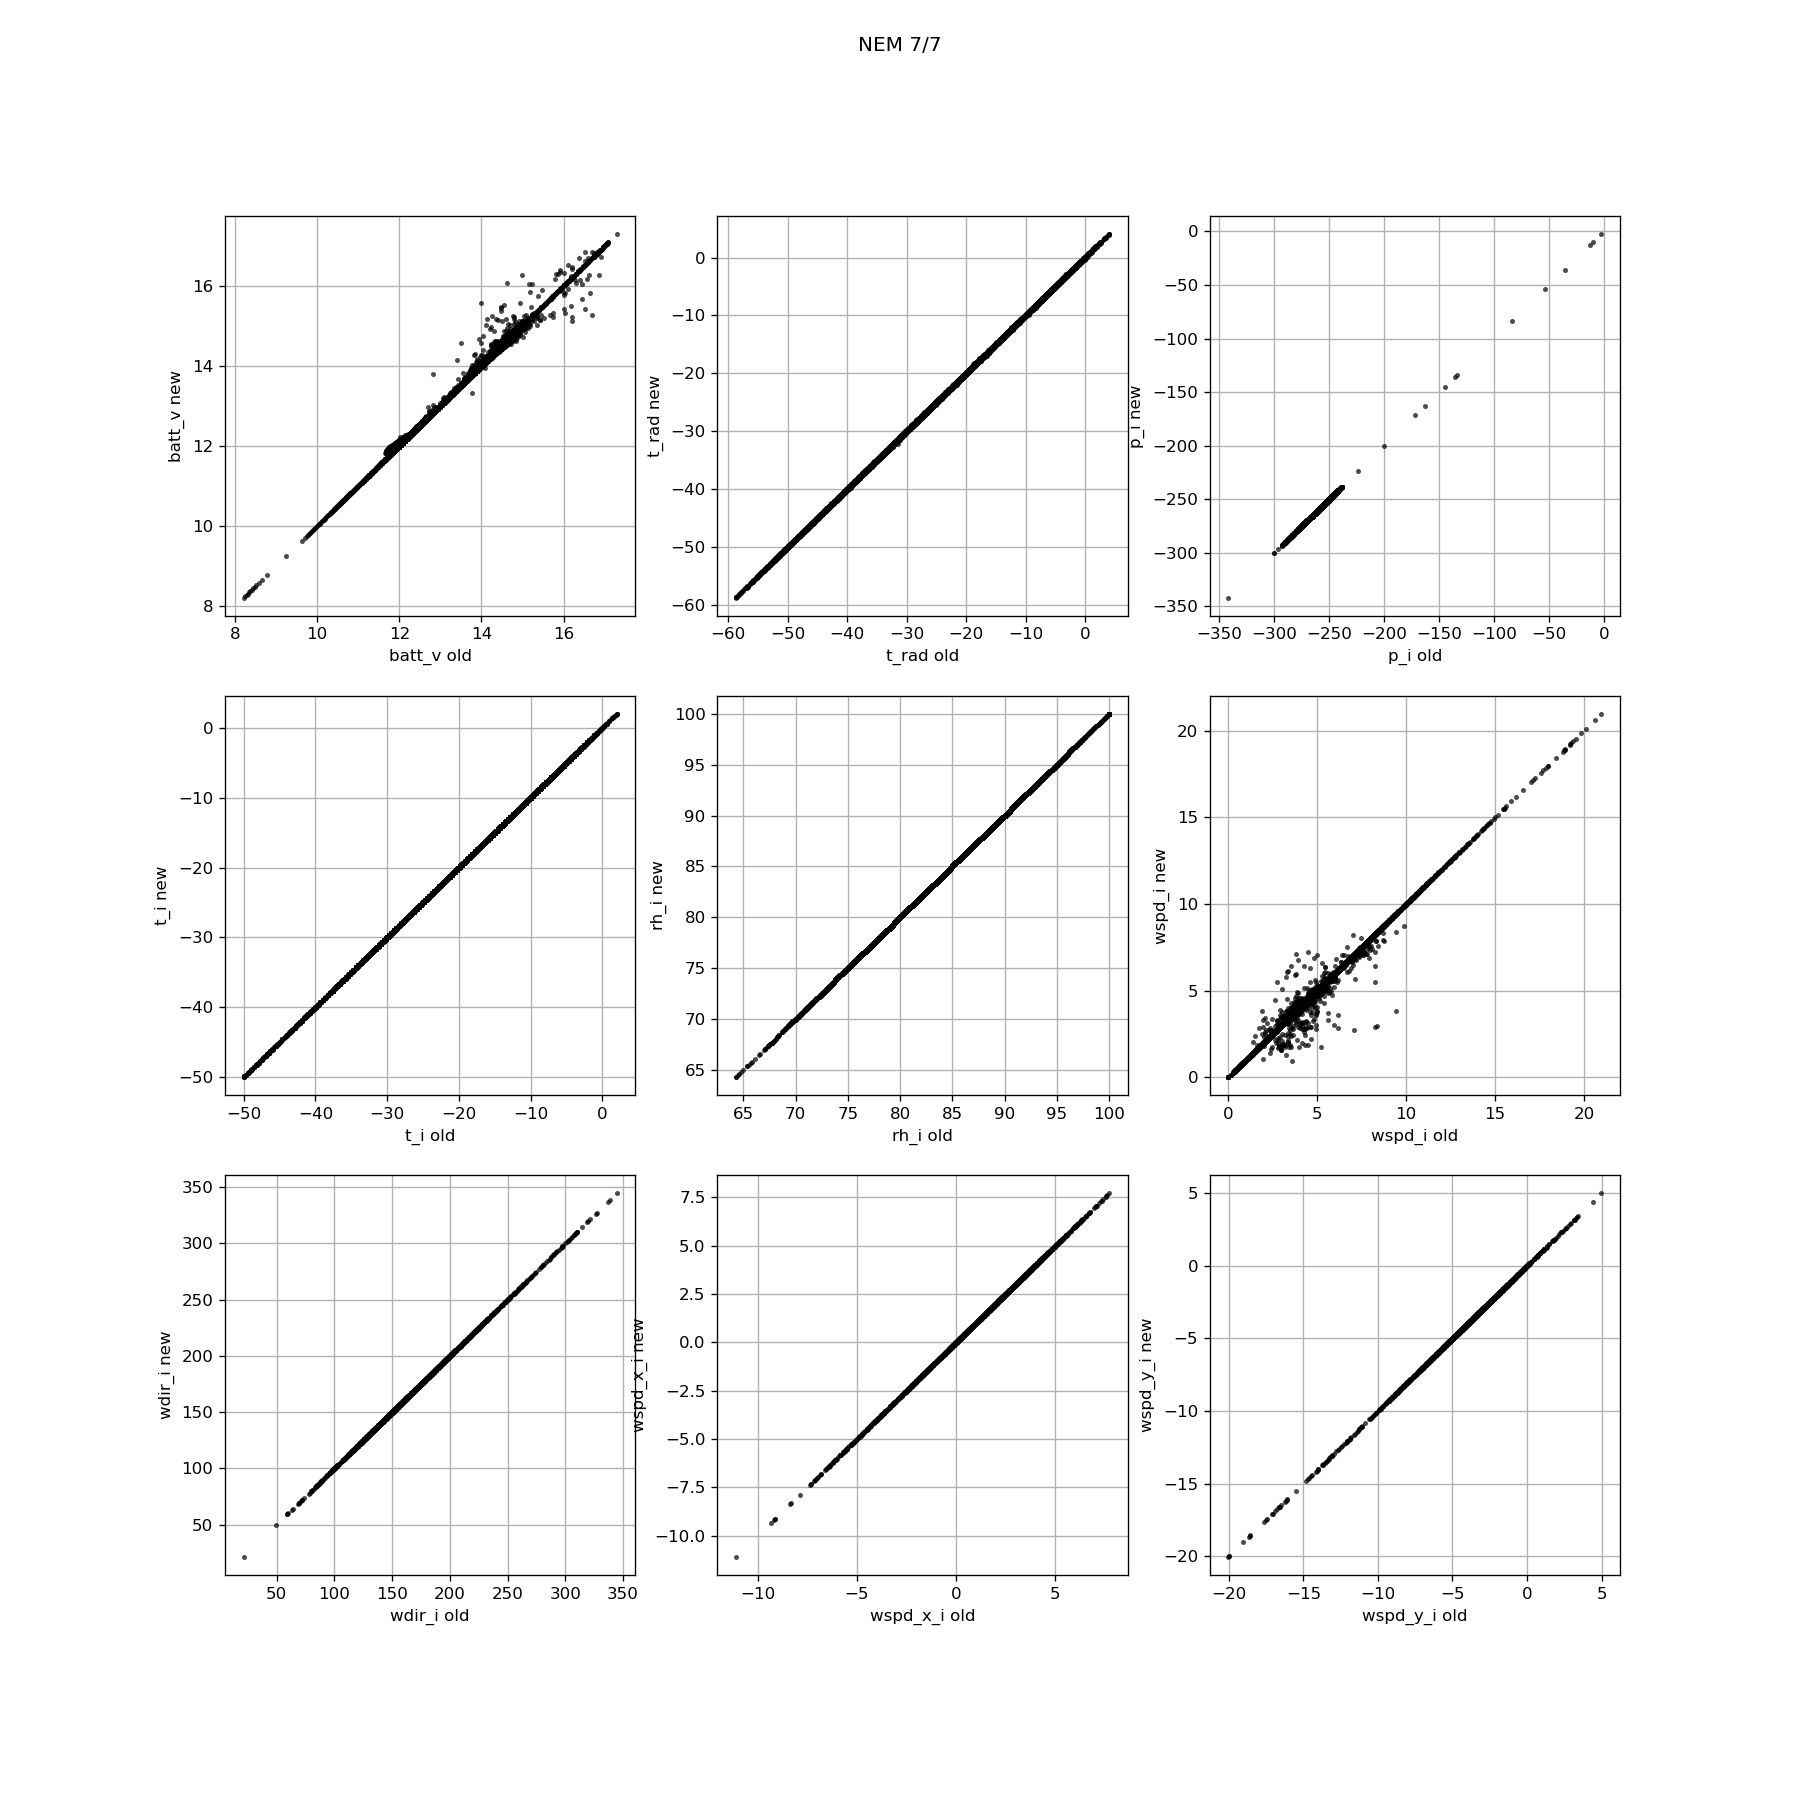 NEM 7/7
16
14
12
10
8
batt_v new
8 10 12 14 16
batt_v old
0
−10
−20
−30
−40
−50
−60
t_rad new
−60 −50 −40 −30 −20 −10 0
t_rad old
0
−50
−100
−150
−200
−250
−300
−350
p_i new
−350 −300 −250 −200 −150 −100 −50 0
p_i old
0
−10
−20
−30
−40
−50
t_i new
−50 −40 −30 −20 −10 0
t_i old
100
95
90
85
80
75
70
65
rh_i new
65 70 75 80 85 90 95 100
rh_i old
20
15
10
5
0
wspd_i new
0 5 10 15 20
wspd_i old
350
300
250
200
150
100
50
wdir_i new
50 100 150 200 250 300 350
wdir_i old
7.5
5.0
2.5
0.0
−2.5
−5.0
−7.5
−10.0
wspd_x_i new
−10 −5 0 5
wspd_x_i old
5
0
−5
−10
−15
−20
wspd_y_i new
−20 −15 −10 −5 0 5
wspd_y_i old